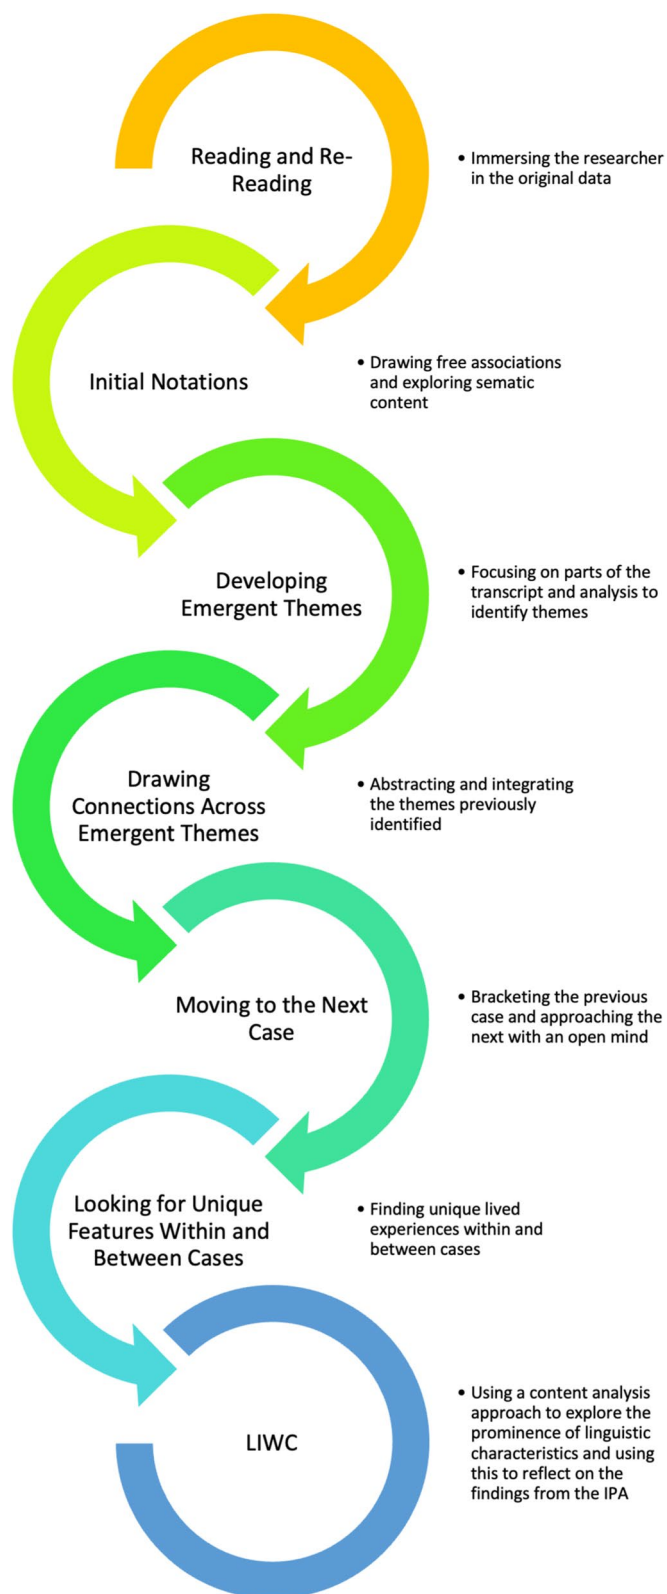 Reading and Re-
Reading
• Immersing the researcher
in the original data
Initial Notations
• Drawing free associations
and exploring sematic
content
Developing
Emergent Themes
• Focusing on parts of the
transcript and analysis to
identify themes
Drawing
Connections Across
Emergent Themes
• Abstracting and integrating
the themes previously
identified
Moving to the Next
Case
• Bracketing the previous
case and approaching the
next with an open mind
Looking for Unique
Features Within and
Between Cases
• Finding unique lived
experiences within and
between cases
LIWC
• Using a content analysis
approach to explore the
prominence of linguistic
characteristics and using
this to reflect on the
findings from the IPA